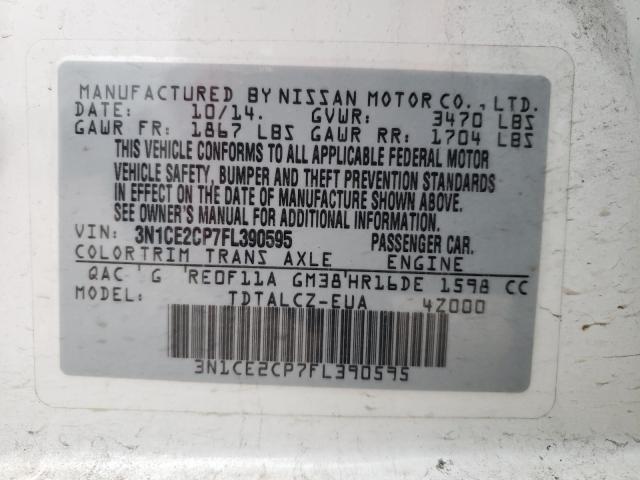 MANUFACTURED BY NISSAN MOTOR CO., LTD.
DATE: 10/14. GVWR: 3470 LBS
GAWR FR: 1867 LBS GAWR RR: 1704 LBS
THIS VEHICLE CONFORMS TO ALL APPLICABLE FEDERAL MOTOR
VEHICLE SAFETY, BUMPER AND THEFT PREVENTION STANDARDS
IN EFFECT ON THE DATE OF MANUFACTURE SHOWN ABOVE.
SEE OWNER'S MANUAL FOR ADDITIONAL INFORMATION.
VIN: 3N1CE2CP7FL390595 PASSENGER CAR.
COLORTRIM TRANS AXLE ENGINE
QAC ' G 'RE0F11A GM38'HR16DE 1598 CC
MODEL: TDTALCZ-EUA 4Z000
3N1CE2CP7FL390595